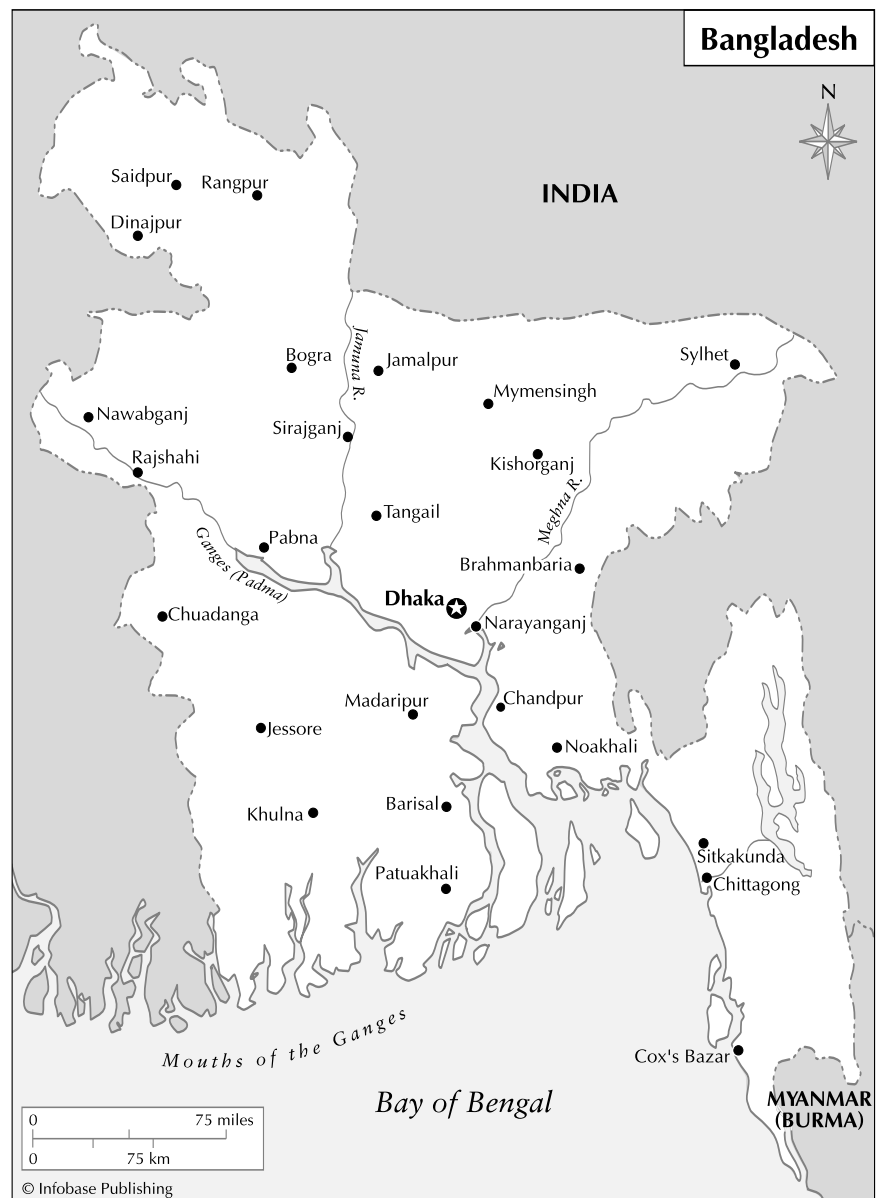 Bangladesh
N
INDIA
Saidpur
Rangpur
Dinajpur
Jamuna R.
Bogra
Jamalpur
Sylhet
Mymensingh
Nawabganj
Sirajganj
Rajshahi
Kishorganj
Meghna R.
Tangail
Pabna
Ganges (Padma)
Brahmanbaria
Dhaka
Chuadanga
Narayanganj
Madaripur
Chandpur
Jessore
Noakhali
Khulna
Barisal
Sitkakunda
Patuakhali
Chittagong
Mouths of the Ganges
Cox's Bazar
Bay of Bengal
MYANMAR
(BURMA)
0 75 miles
0 75 km
© Infobase Publishing